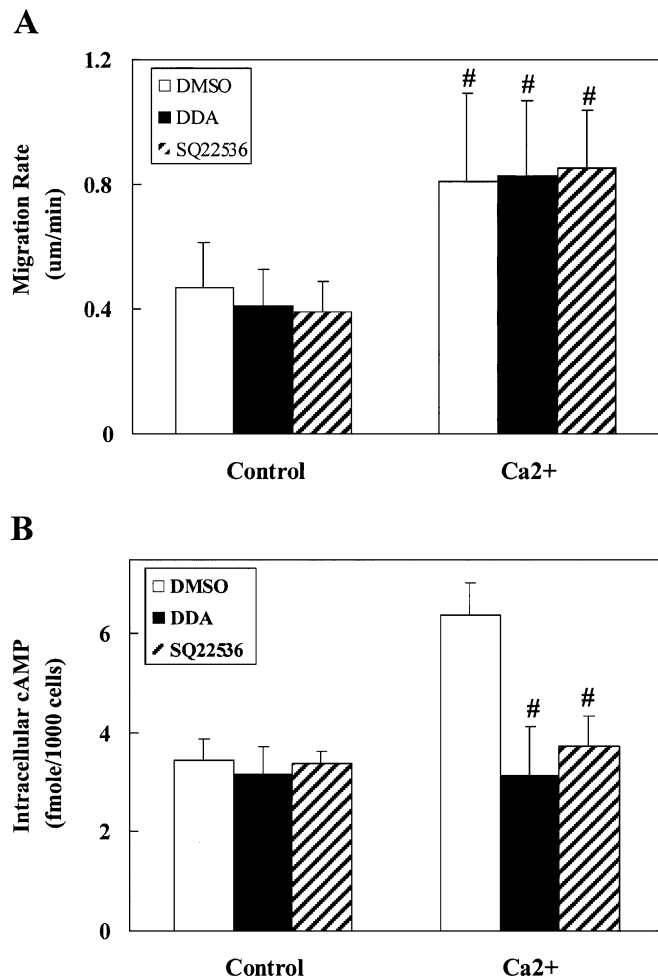 A
Migration Rate
(um/min)
1.2
0.8
0.4
0
DMSO
DDA
SQ22536
# # #
Control Ca2+
B
Intracellular cAMP
(fmole/1000 cells)
6
4
2
0
DMSO
DDA
SQ22536
# #
Control Ca2+